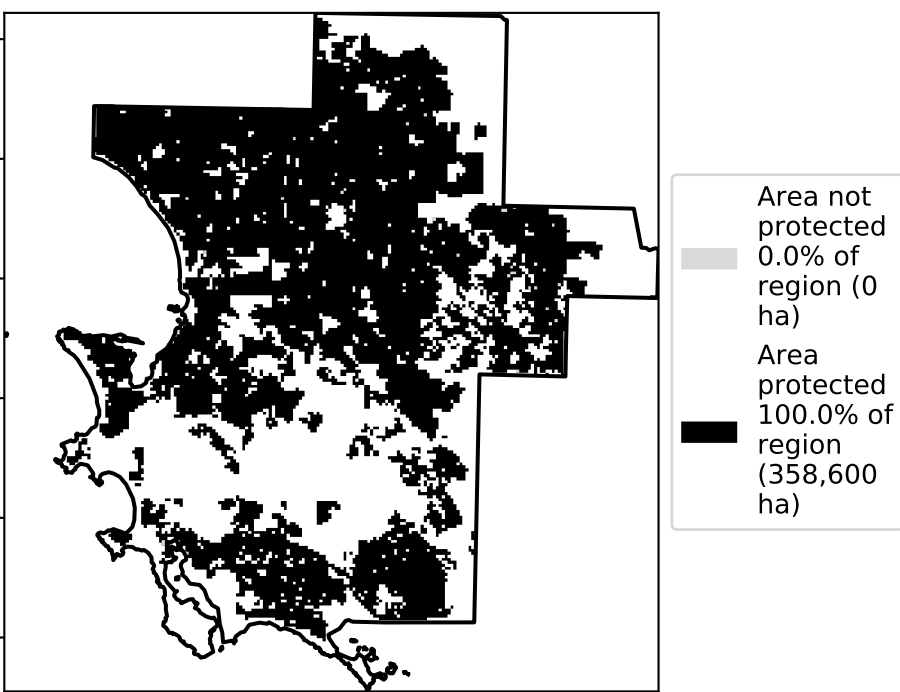 Area not
protected
0.0% of
region (0
ha)
Area
protected
100.0% of
region
(358,600
ha)